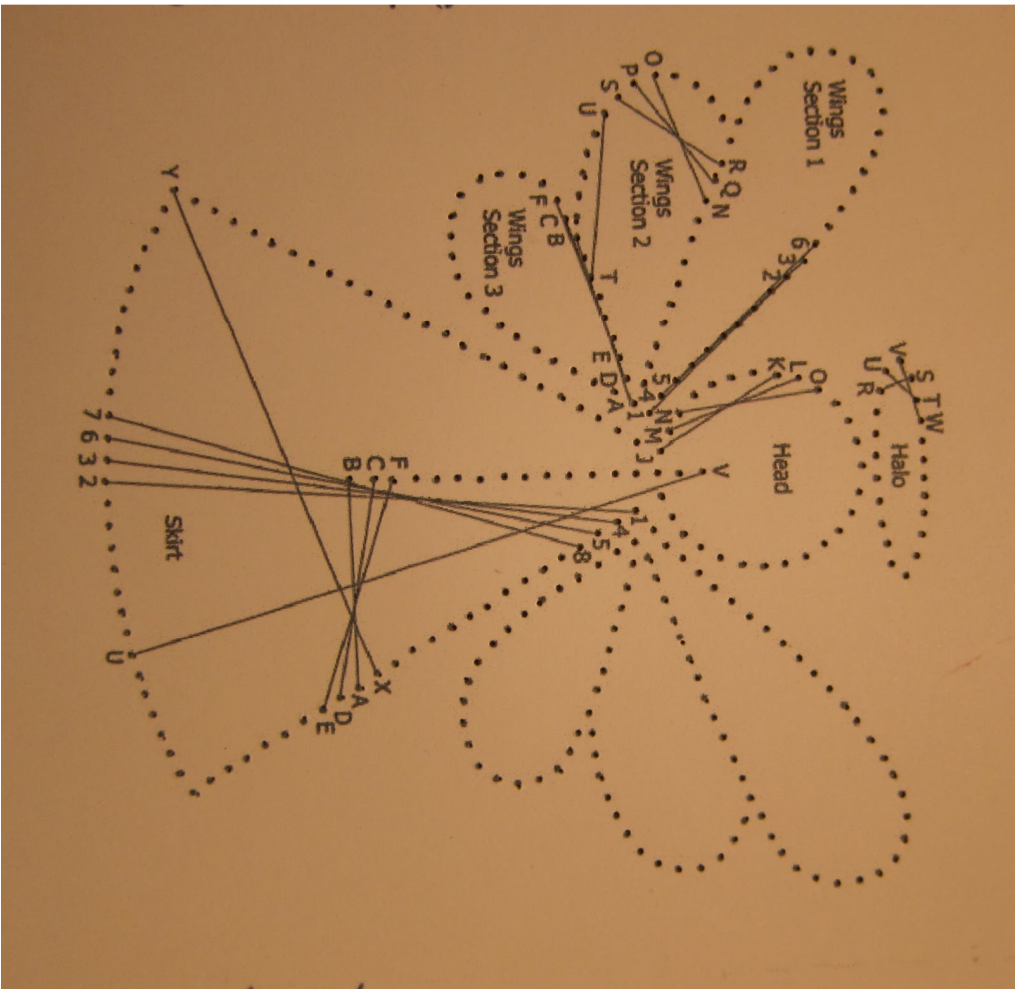 Halo
V
U
R
S
T
W
Head
K
L
O
N
M
J
V
Wings
Section 1
6
3
2
5
4
1
Wings
Section 2
O
P
S
U
R
Q
N
T
Wings
Section 3
F
C
B
E
D
A
1
4
5
8
F
C
B
X
A
D
E
Y
Skirt
7
6
3
2
U